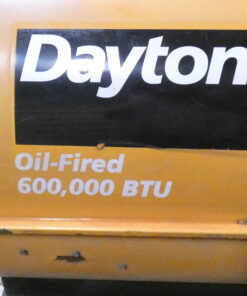 Dayton
Oil-Fired
600,000 BTU